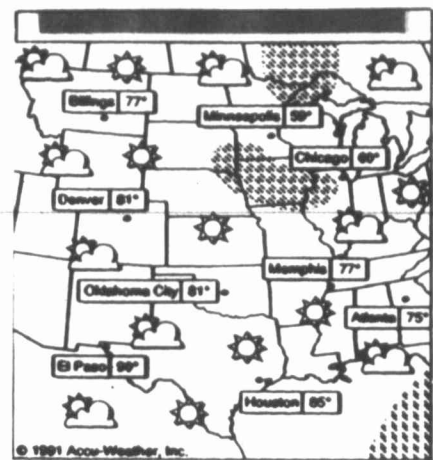 Billings 77°
Minneapolis 59°
Chicago 60°
Denver 81°
Memphis 77°
Oklahoma City 81°
Atlanta 75°
El Paso 90°
Houston 85°
© 1991 Accu-Weather, Inc.